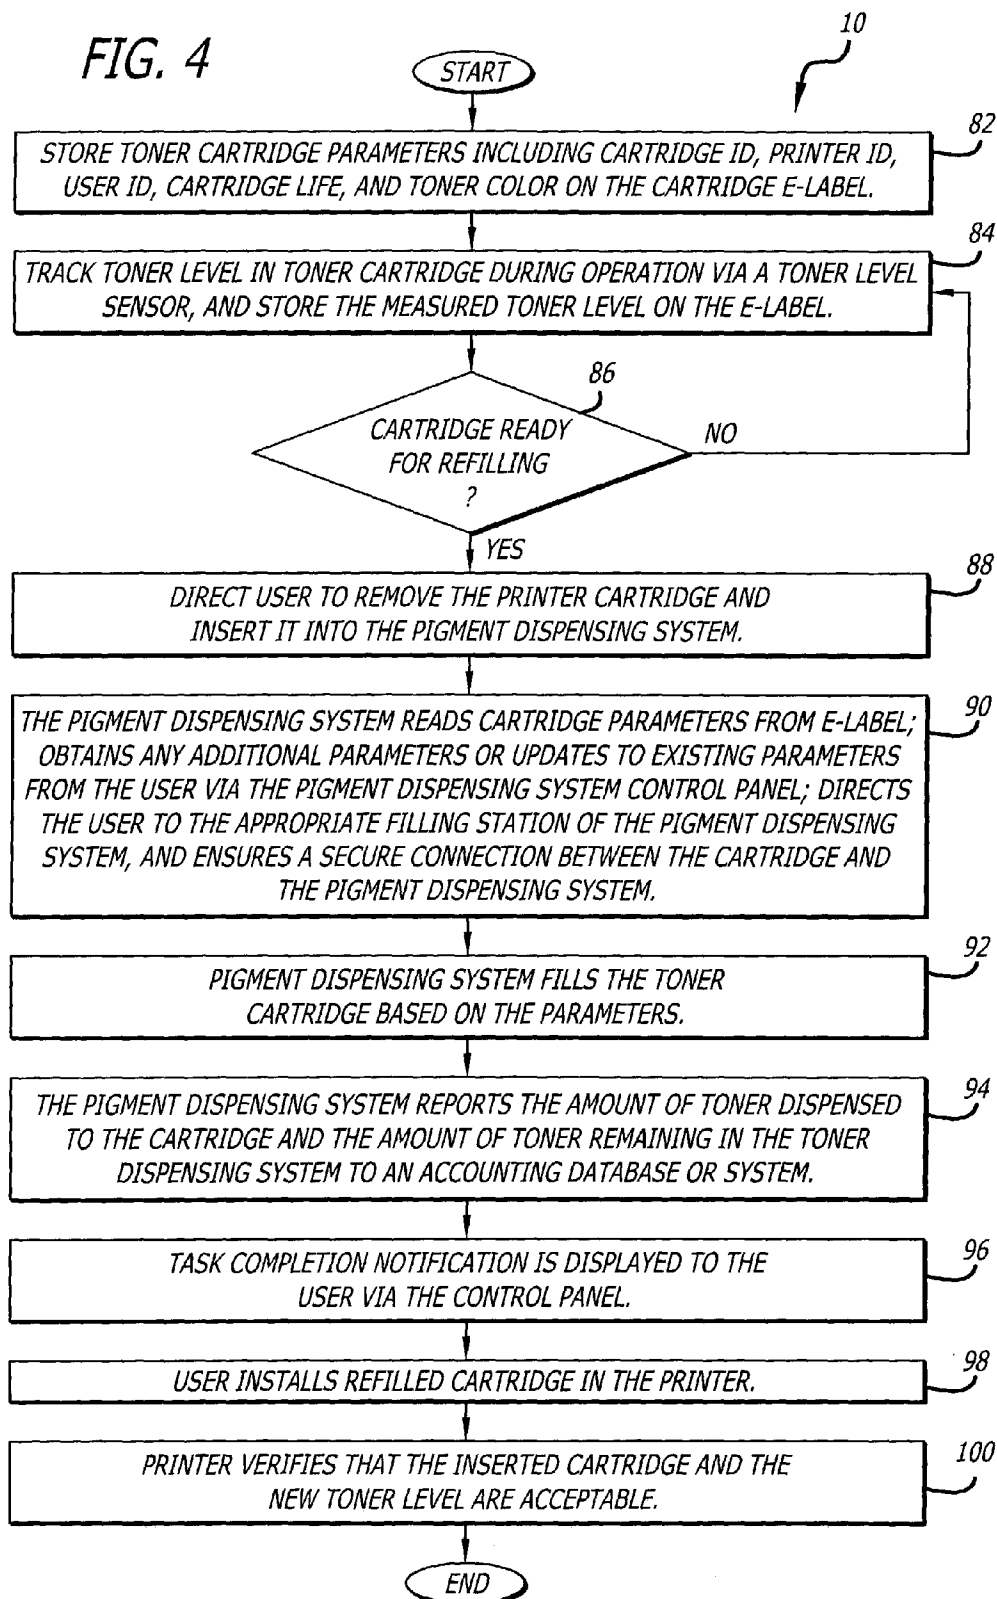 FIG. 4
10
START
82
STORE TONER CARTRIDGE PARAMETERS INCLUDING CARTRIDGE ID, PRINTER ID,
USER ID, CARTRIDGE LIFE, AND TONER COLOR ON THE CARTRIDGE E-LABEL.
84
TRACK TONER LEVEL IN TONER CARTRIDGE DURING OPERATION VIA A TONER LEVEL
SENSOR, AND STORE THE MEASURED TONER LEVEL ON THE E-LABEL.
86
CARTRIDGE READY
FOR REFILLING
?
NO
YES
88
DIRECT USER TO REMOVE THE PRINTER CARTRIDGE AND
INSERT IT INTO THE PIGMENT DISPENSING SYSTEM.
90
THE PIGMENT DISPENSING SYSTEM READS CARTRIDGE PARAMETERS FROM E-LABEL;
OBTAINS ANY ADDITIONAL PARAMETERS OR UPDATES TO EXISTING PARAMETERS
FROM THE USER VIA THE PIGMENT DISPENSING SYSTEM CONTROL PANEL; DIRECTS
THE USER TO THE APPROPRIATE FILLING STATION OF THE PIGMENT DISPENSING
SYSTEM, AND ENSURES A SECURE CONNECTION BETWEEN THE CARTRIDGE AND
THE PIGMENT DISPENSING SYSTEM.
92
PIGMENT DISPENSING SYSTEM FILLS THE TONER
CARTRIDGE BASED ON THE PARAMETERS.
94
THE PIGMENT DISPENSING SYSTEM REPORTS THE AMOUNT OF TONER DISPENSED
TO THE CARTRIDGE AND THE AMOUNT OF TONER REMAINING IN THE TONER
DISPENSING SYSTEM TO AN ACCOUNTING DATABASE OR SYSTEM.
96
TASK COMPLETION NOTIFICATION IS DISPLAYED TO THE
USER VIA THE CONTROL PANEL.
98
USER INSTALLS REFILLED CARTRIDGE IN THE PRINTER.
100
PRINTER VERIFIES THAT THE INSERTED CARTRIDGE AND THE
NEW TONER LEVEL ARE ACCEPTABLE.
END